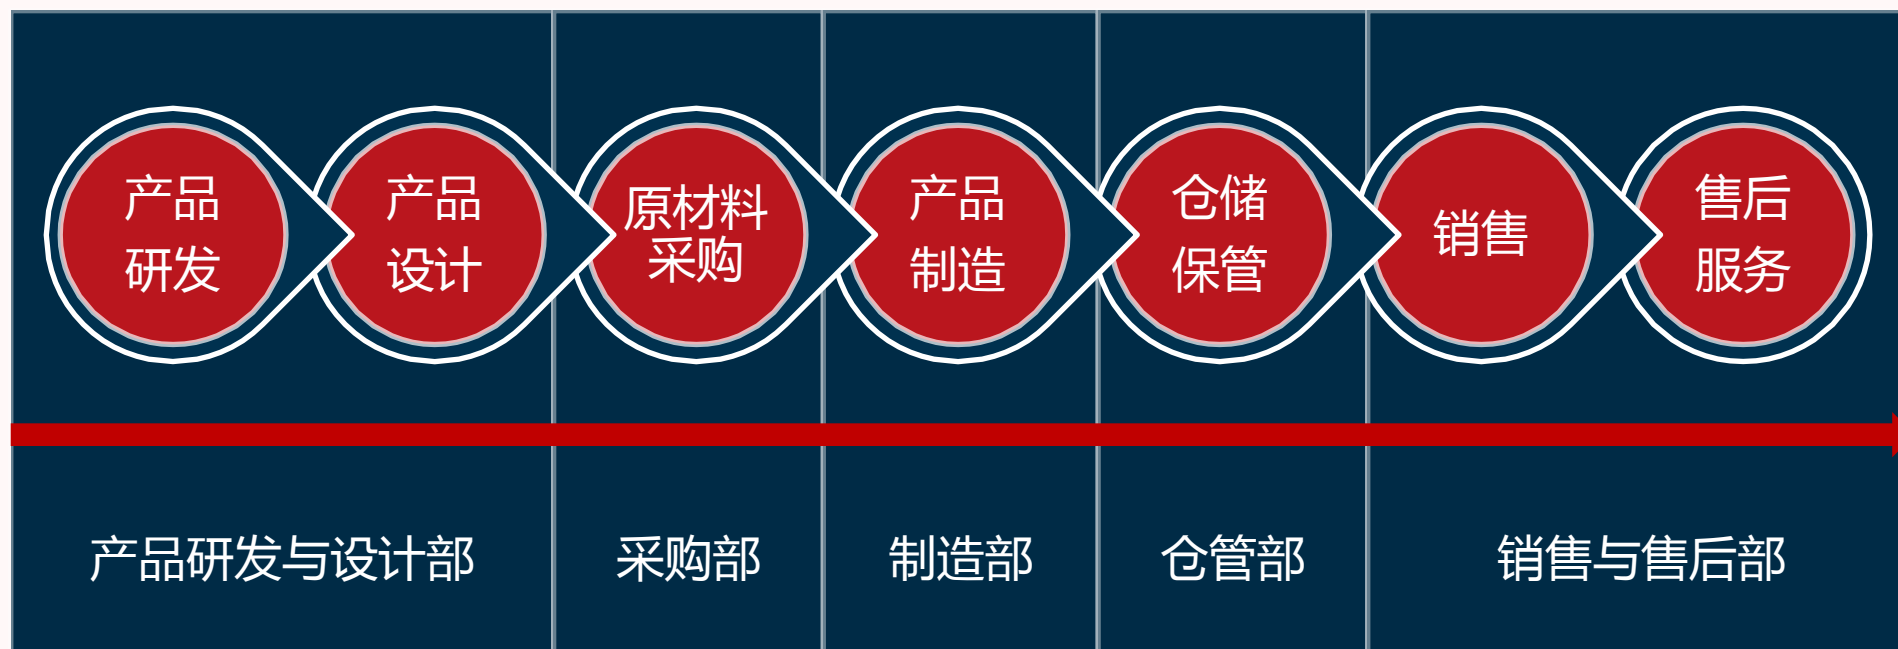 产品
研发
产品
设计
原材料
采购
产品
制造
仓储
保管
销售
售后
服务
产品研发与设计部
采购部
制造部
仓管部
销售与售后部